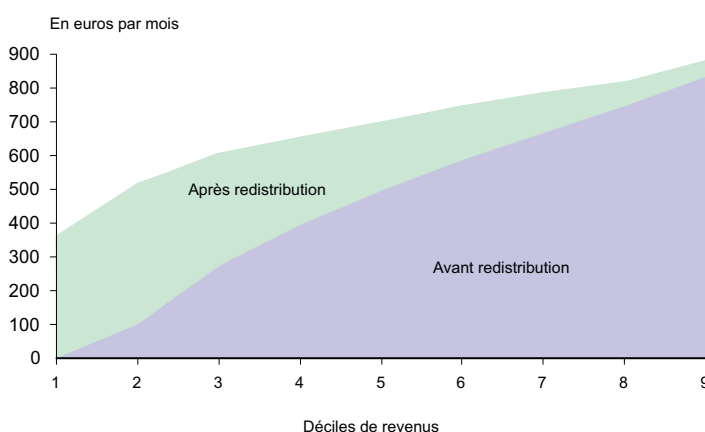 En euros par mois
900
800
700
600
500
400
300
200
100
0
Après redistribution
Avant redistribution
1 2 3 4 5 6 7 8 9
Déciles de revenus